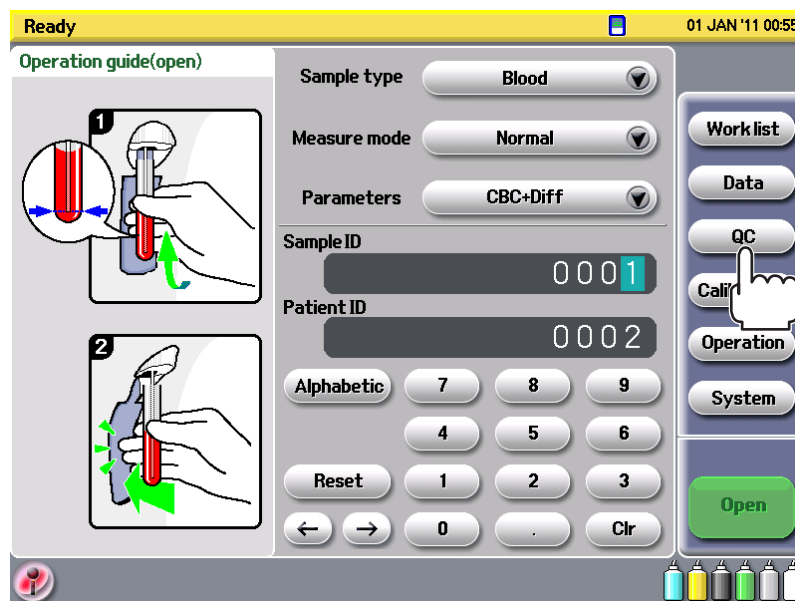 Ready
01 JAN '11 00:55
Operation guide(open)
1
2
Sample type
Blood
Measure mode
Normal
Parameters
CBC+Diff
Sample ID
0001
Patient ID
0002
Alphabetic
7
8
9
4
5
6
Reset
1
2
3
←
→
0
.
Clr
Work list
Data
QC
Operation
System
Open